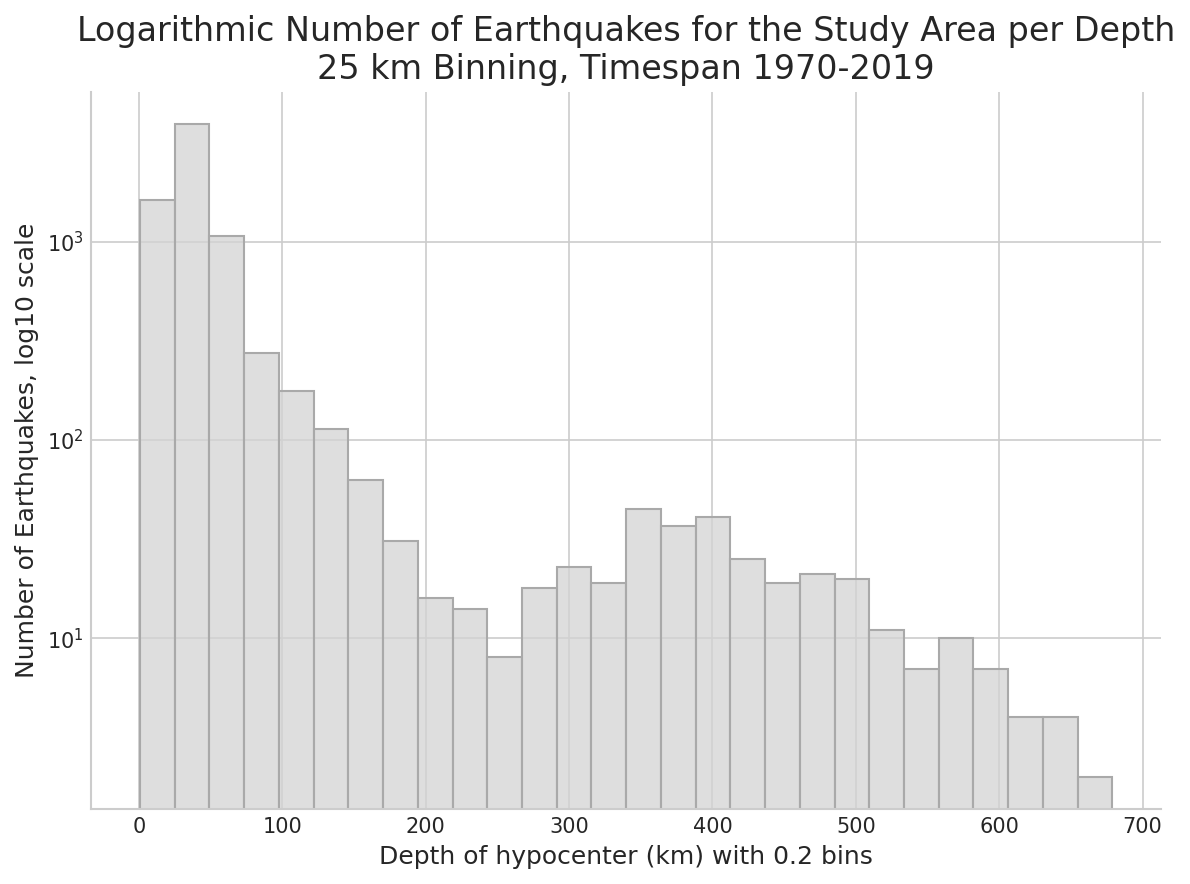 Logarithmic Number of Earthquakes for the Study Area per Depth
25 km Binning, Timespan 1970-2019
Number of Earthquakes, log10 scale
10³
10²
10¹
0 100 200 300 400 500 600 700
Depth of hypocenter (km) with 0.2 bins